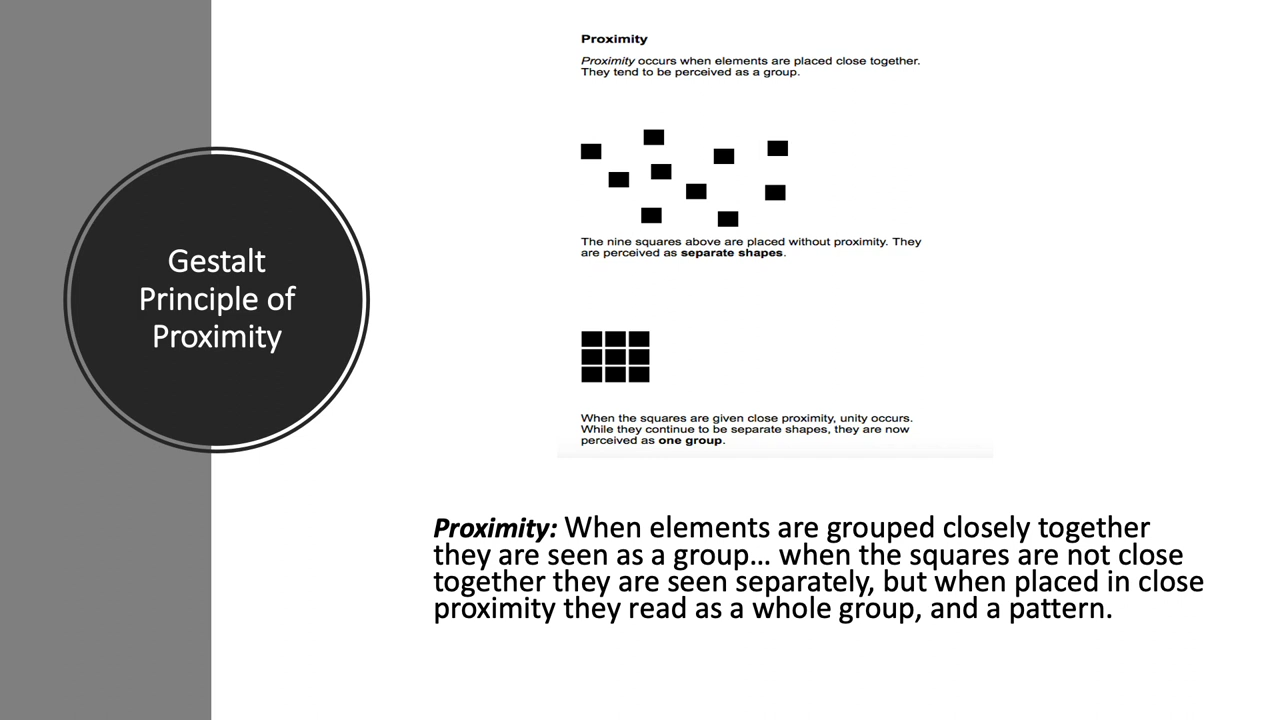 Gestalt
Principle of
Proximity
Proximity
Proximity occurs when elements are placed close together.
They tend to be perceived as a group.
The nine squares above are placed without proximity. They
are perceived as separate shapes.
When the squares are given close proximity, unity occurs.
While they continue to be separate shapes, they are now
perceived as one group.
Proximity: When elements are grouped closely together
they are seen as a group... when the squares are not close
together they are seen separately, but when placed in close
proximity they read as a whole group, and a pattern.